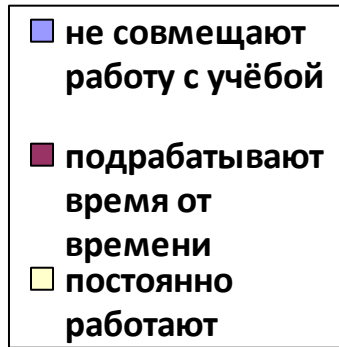 не совмещают
работу с учёбой
подрабатывают
время от
времени
постоянно
работают